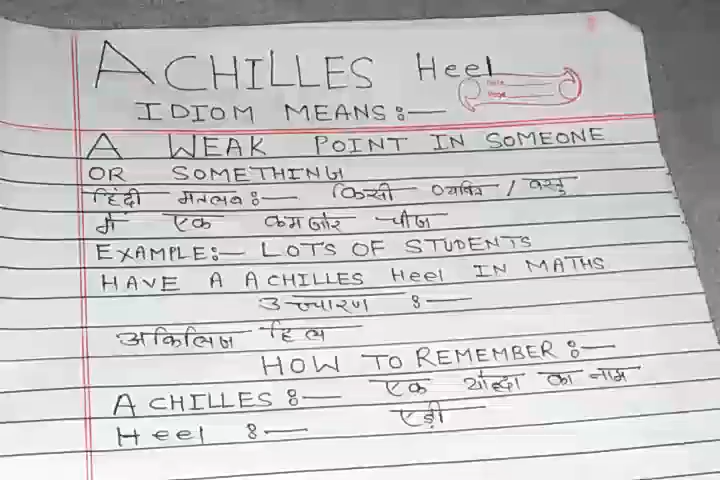 ACHILLES Heel
IDIOM MEANS:—
A WEAK POINT IN SOMEONE
OR SOMETHING
हिंदी मतलब:— किसी व्यक्ति / वस्तु
में एक कमजोर चीज
EXAMPLE:— LOTS OF STUDENTS
HAVE A ACHILLES Heel IN MATHS
उच्चारण :—
अकिलिज हिल
HOW TO REMEMBER :—
ACHILLES :— एक योद्धा का नाम
Heel :— एड़ी